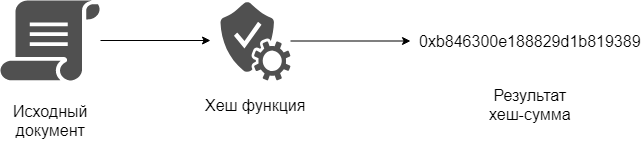 0xb846300e188829d1b819389
Исходный
документ
Хеш функция
Результат
хеш-сумма